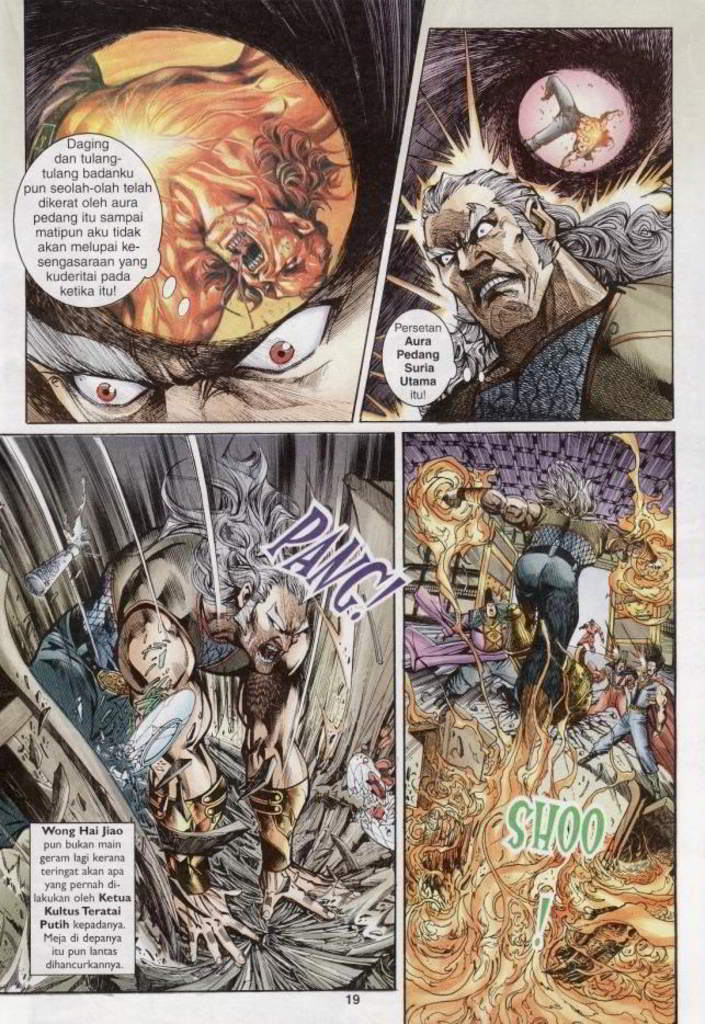 Daging
dan tulang-
tulang badanku
pun seolah-olah telah
dikerat oleh aura
pedang itu sampai
matipun aku tidak
akan melupai ke-
sengasaraan yang
kuderitai pada
ketika itu!
Persetan
Aura
Pedang
Suria
Utama
itu!
PANG!
Wong Hai Jiao
pun bukan main
geram lagi kerana
teringat akan apa
yang pernah di-
lakukan oleh Ketua
Kultus Teratai
Putih kepadanya.
Meja di depanya
itu pun lantas
dihancurkannya.
SHOO
!
19